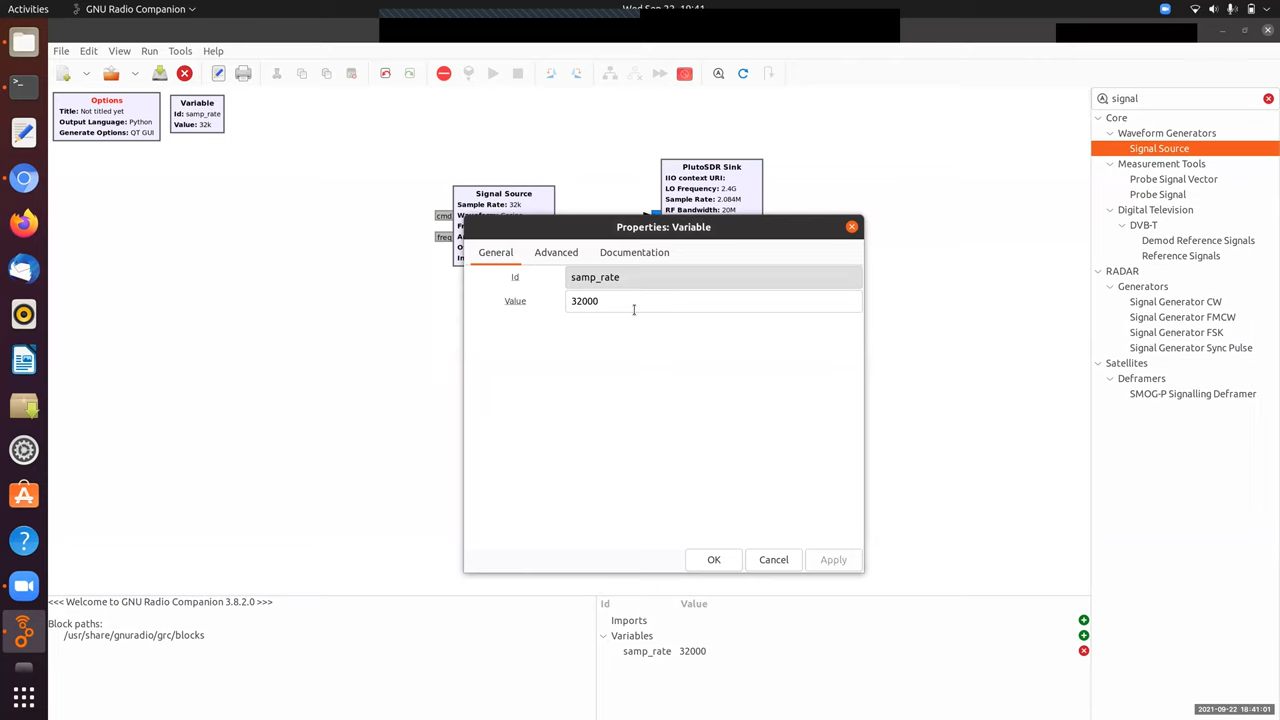 Activities
GNU Radio Companion
File Edit View Run Tools Help
Options
Title: Not titled yet
Output Language: Python
Generate Options: QT GUI
Variable
Id: samp_rate
Value: 32k
Signal Source
Sample Rate: 32k
cmd
freq
PlutoSDR Sink
IIO context URI:
LO Frequency: 2.4G
Sample Rate: 2.084M
RF Bandwidth: 20M
Properties: Variable
General Advanced Documentation
Id samp_rate
Value 32000
OK Cancel Apply
signal
Core
Waveform Generators
Signal Source
Measurement Tools
Probe Signal Vector
Probe Signal
Digital Television
DVB-T
Demod Reference Signals
Reference Signals
RADAR
Generators
Signal Generator CW
Signal Generator FMCW
Signal Generator FSK
Signal Generator Sync Pulse
Satellites
Deframers
SMOG-P Signalling Deframer
<<< Welcome to GNU Radio Companion 3.8.2.0 >>>
Block paths:
/usr/share/gnuradio/grc/blocks
Id Value
Imports
Variables
samp_rate 32000
2021-09-22 18:41:01